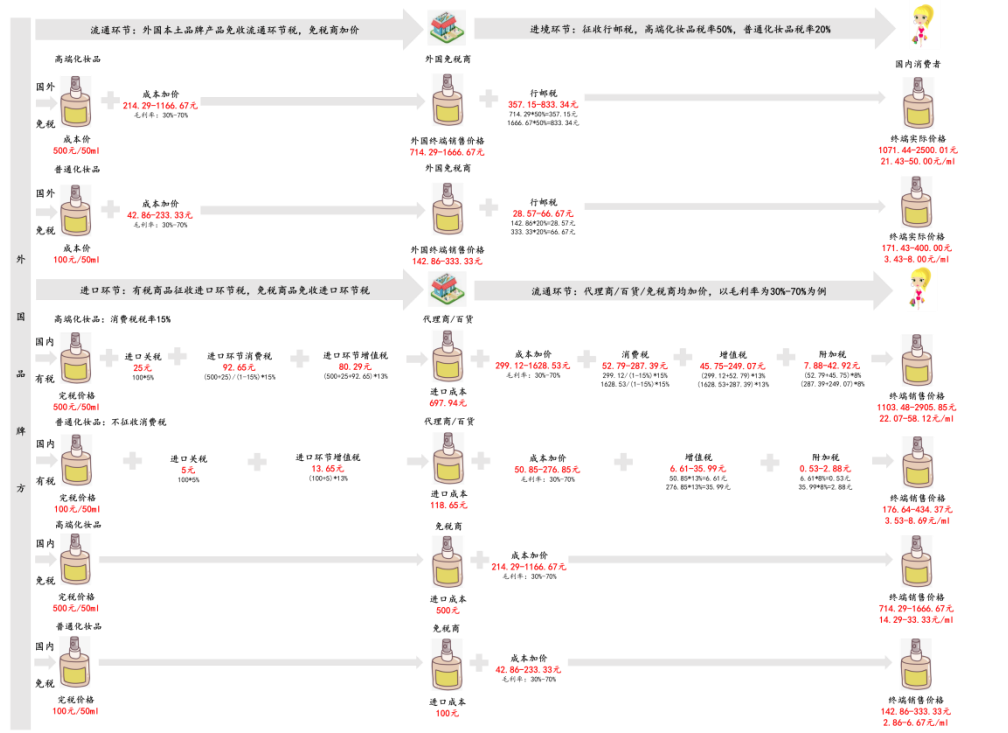 流通环节：外国本土品牌产品免收流通环节税，免税商加价
进境环节：征收行邮税，高端化妆品税率50%，普通化妆品税率20%
高端化妆品
外国免税商
国内消费者
国外
免税
成本加价
214.29-1166.67元
毛利率：30%-70%
行邮税
357.15-833.34元
714.29*50%=357.15元
1666.67*50%=833.34元
成本价
500元/50ml
外国终端销售价格
714.29-1666.67元
终端实际价格
1071.44-2500.01元
21.43-50.00元/ml
普通化妆品
外国免税商
国外
免税
成本加价
42.86-233.33元
毛利率：30%-70%
行邮税
28.57-66.67元
142.86*20%=28.57元
333.33*20%=66.67元
成本价
100元/50ml
外国终端销售价格
142.86-333.33元
终端实际价格
171.43-400.00元
3.43-8.00元/ml
外国品牌方
进口环节：有税商品征收进口环节税，免税商品免收进口环节税
流通环节：代理商/百货/免税商均加价，以毛利率为30%-70%为例
高端化妆品：消费税税率15%
代理商/百货
国内
有税
进口关税
25元
100*5%
进口环节消费税
92.65元
(500+25)/(1-15%)*15%
进口环节增值税
80.29元
(500+25+92.65)*13%
成本加价
299.12-1628.53元
毛利率：30%-70%
消费税
52.79-287.39元
299.12/(1-15%)*15%
1628.53/(1-15%)*15%
增值税
45.75-249.07元
(299.12+52.79)*13%
(1628.53+287.39)*13%
附加税
7.88-42.92元
(52.79+45.75)*8%
(287.39+249.07)*8%
完税价格
500元/50ml
进口成本
697.94元
终端销售价格
1103.48-2905.85元
22.07-58.12元/ml
普通化妆品：不征收消费税
代理商/百货
国内
有税
进口关税
5元
100*5%
进口环节增值税
13.65元
(100+5)*13%
成本加价
50.85-276.85元
毛利率：30%-70%
增值税
6.61-35.99元
50.85*13%=6.61元
276.85*13%=35.99元
附加税
0.53-2.88元
6.61*8%=0.53元
35.99*8%=2.88元
完税价格
100元/50ml
进口成本
118.65元
终端销售价格
176.64-434.37元
3.53-8.69元/ml
高端化妆品
免税商
国内
免税
成本加价
214.29-1166.67元
毛利率：30%-70%
完税价格
500元/50ml
进口成本
500元
终端销售价格
714.29-1666.67元
14.29-33.33元/ml
普通化妆品
免税商
国内
免税
成本加价
42.86-233.33元
毛利率：30%-70%
完税价格
100元/50ml
进口成本
100元
终端销售价格
142.86-333.33元
2.86-6.67元/ml